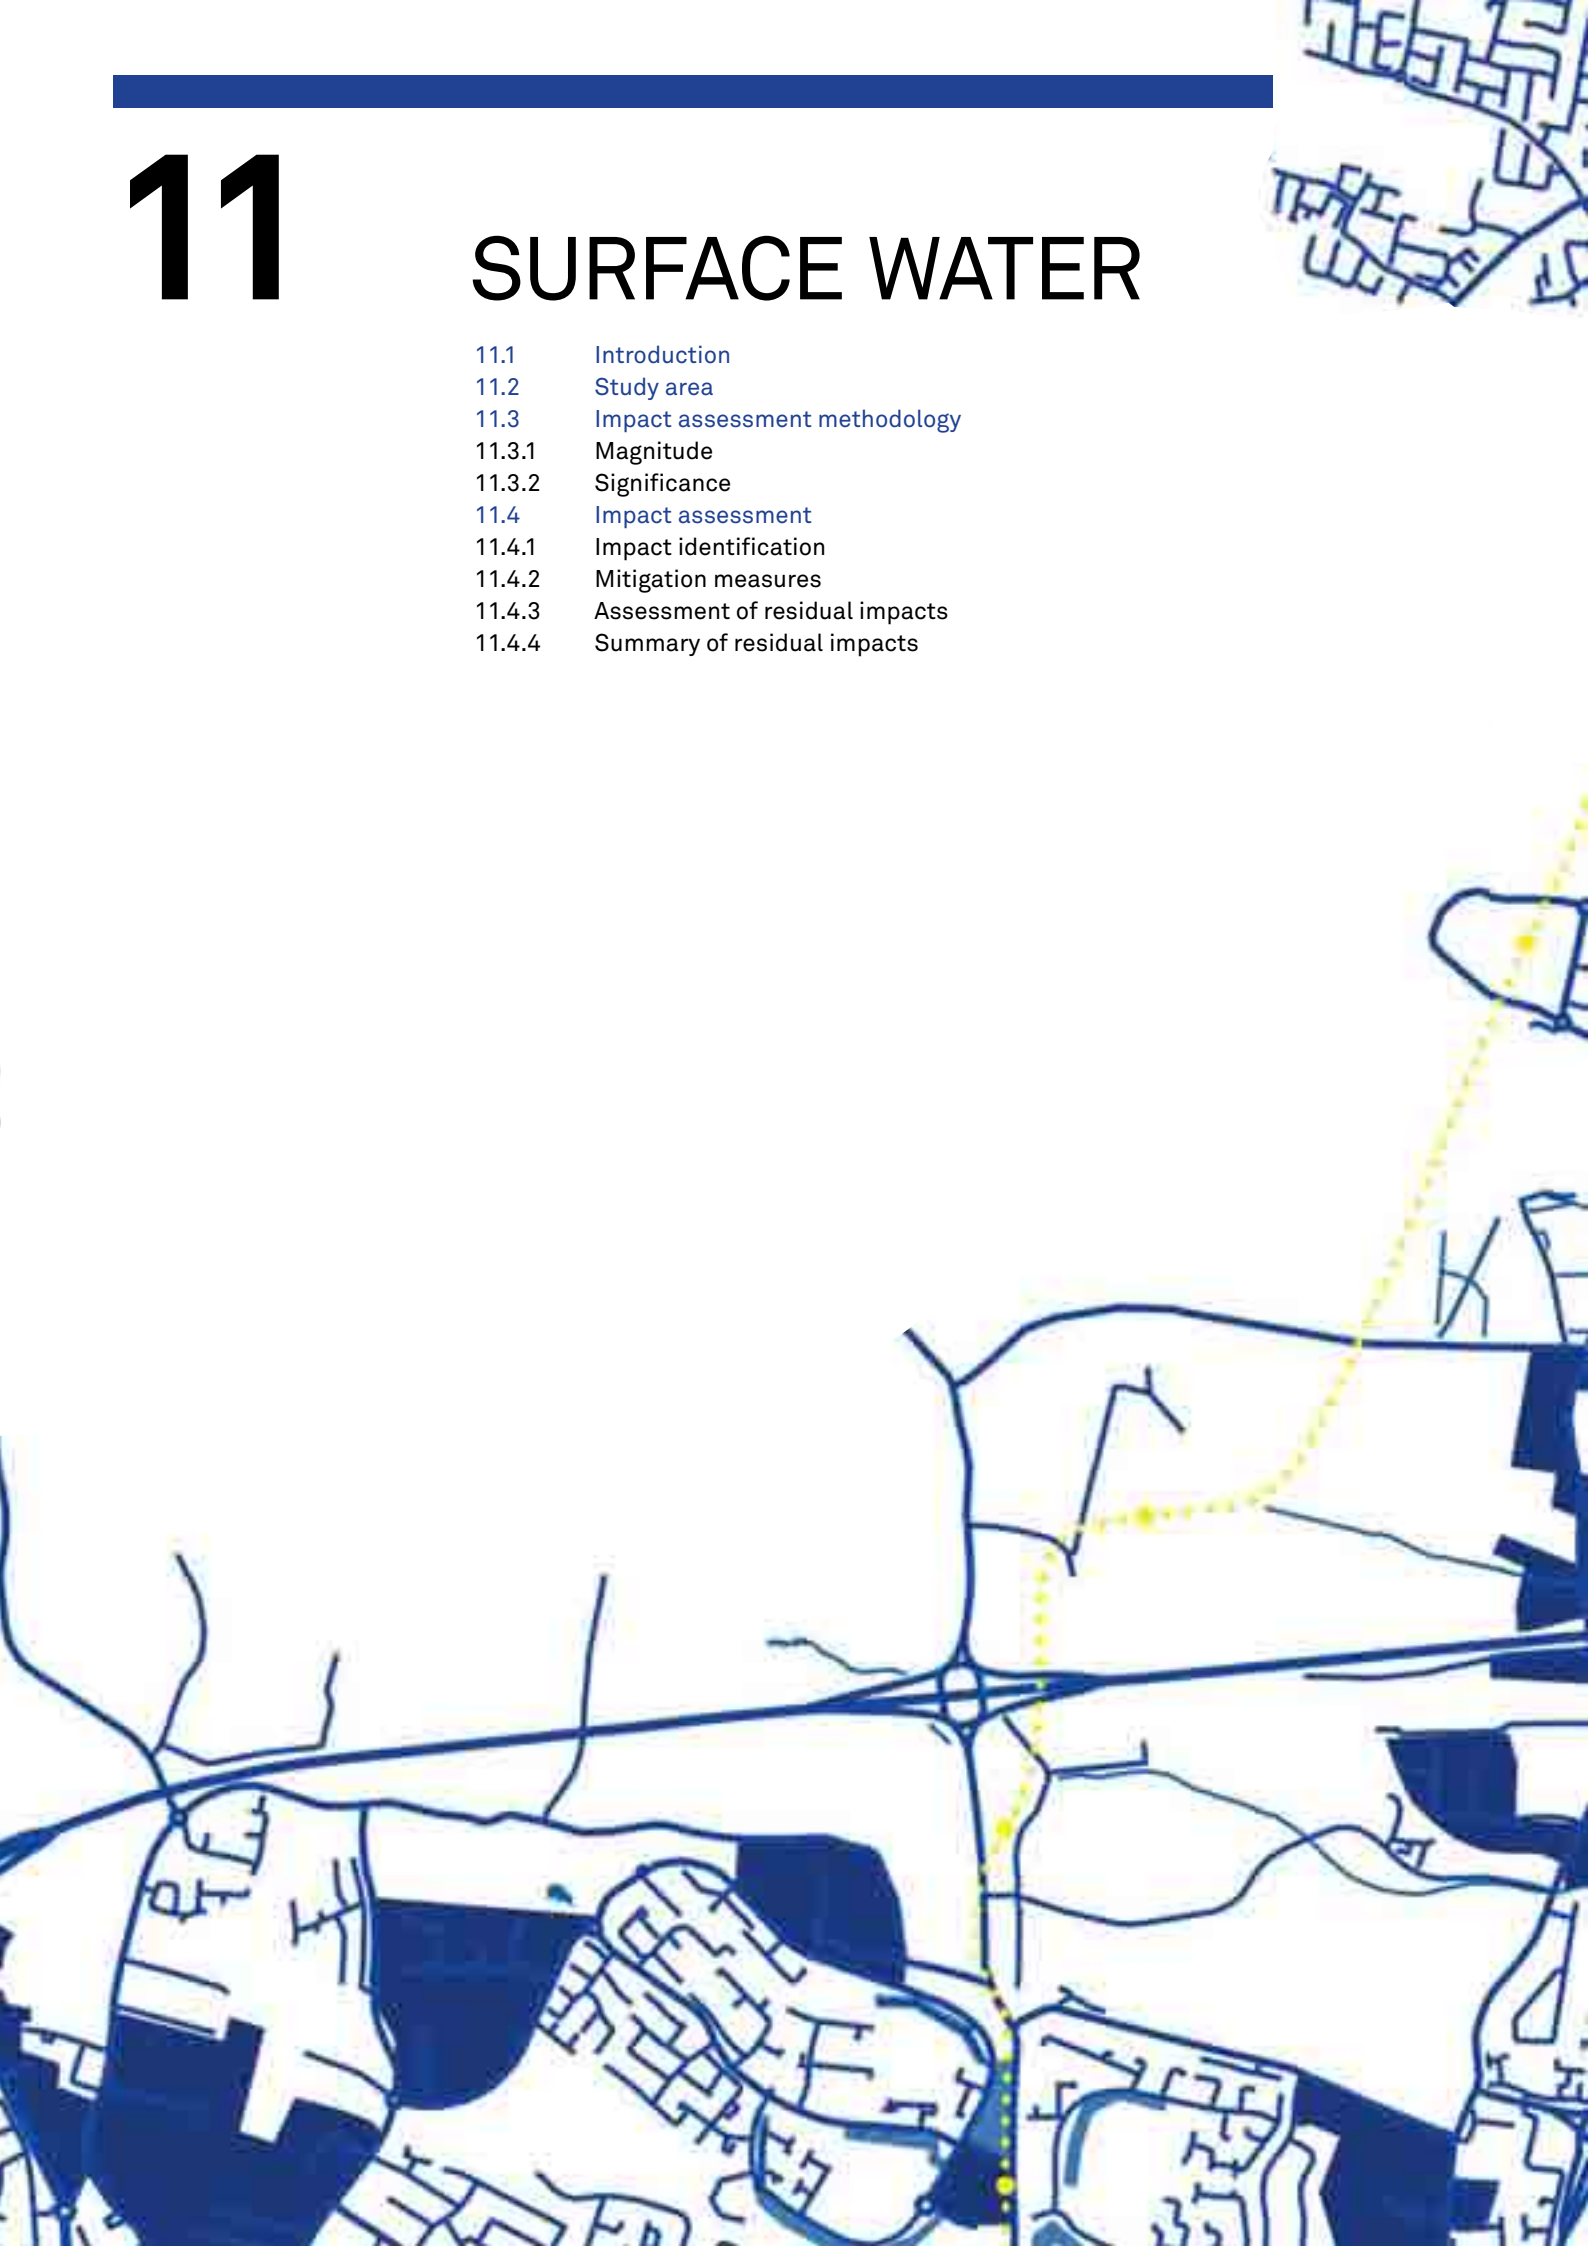 11
SURFACE WATER
11.1 Introduction
11.2 Study area
11.3 Impact assessment methodology
11.3.1 Magnitude
11.3.2 Significance
11.4 Impact assessment
11.4.1 Impact identification
11.4.2 Mitigation measures
11.4.3 Assessment of residual impacts
11.4.4 Summary of residual impacts